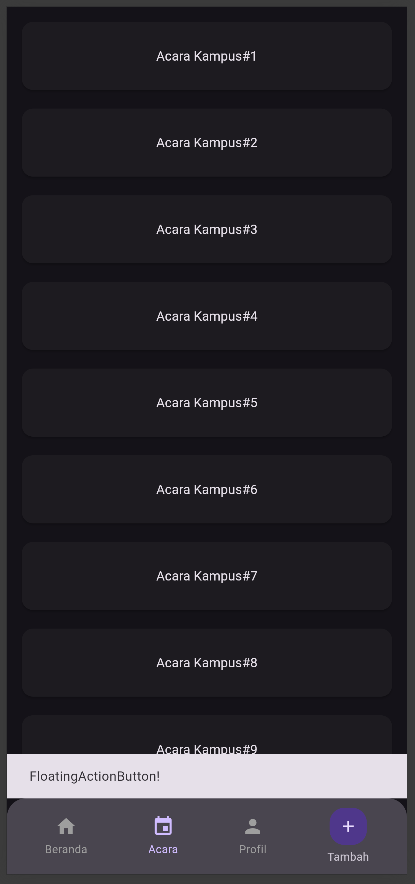 Acara Kampus#1
Acara Kampus#2
Acara Kampus#3
Acara Kampus#4
Acara Kampus#5
Acara Kampus#6
Acara Kampus#7
Acara Kampus#8
Acara Kampus#9
FloatingActionButton!
Beranda
Acara
Profil
Tambah